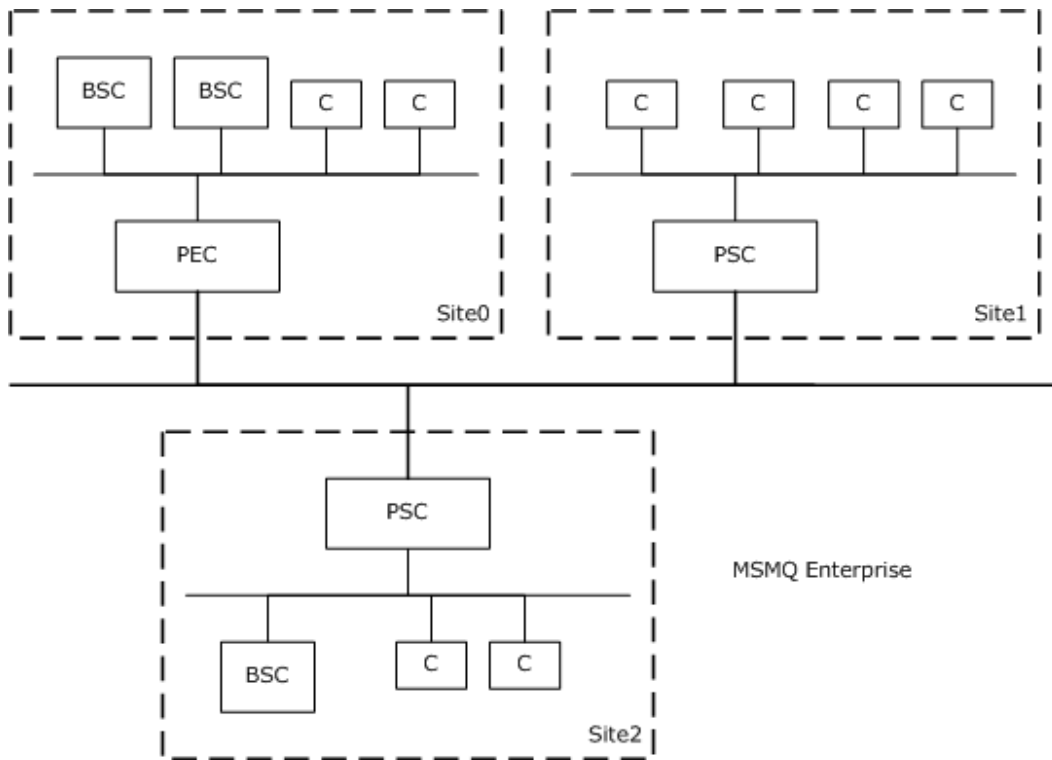 BSC BSC C C
PEC
Site0
C C C C
PSC
Site1
PSC
MSMQ Enterprise
BSC C C
Site2